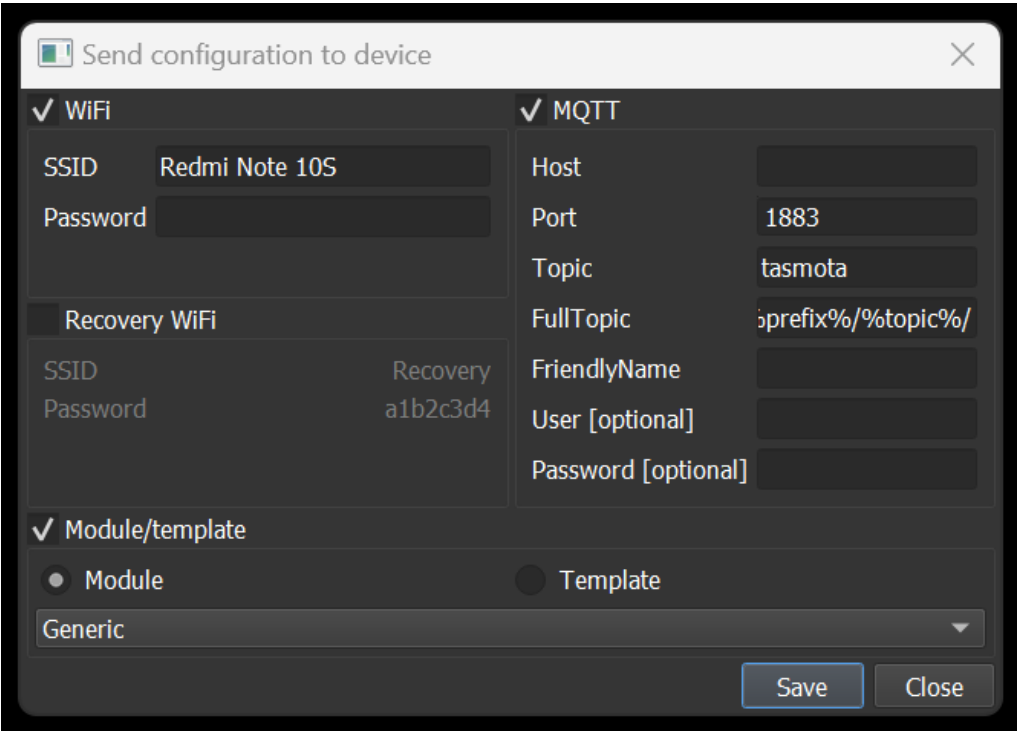 Send configuration to device
WiFi
SSID Redmi Note 10S
Password
Recovery WiFi
SSID Recovery
Password a1b2c3d4
MQTT
Host
Port 1883
Topic tasmota
FullTopic %prefix%/%topic%/
FriendlyName
User [optional]
Password [optional]
Module/template
Module Template
Generic
Save Close